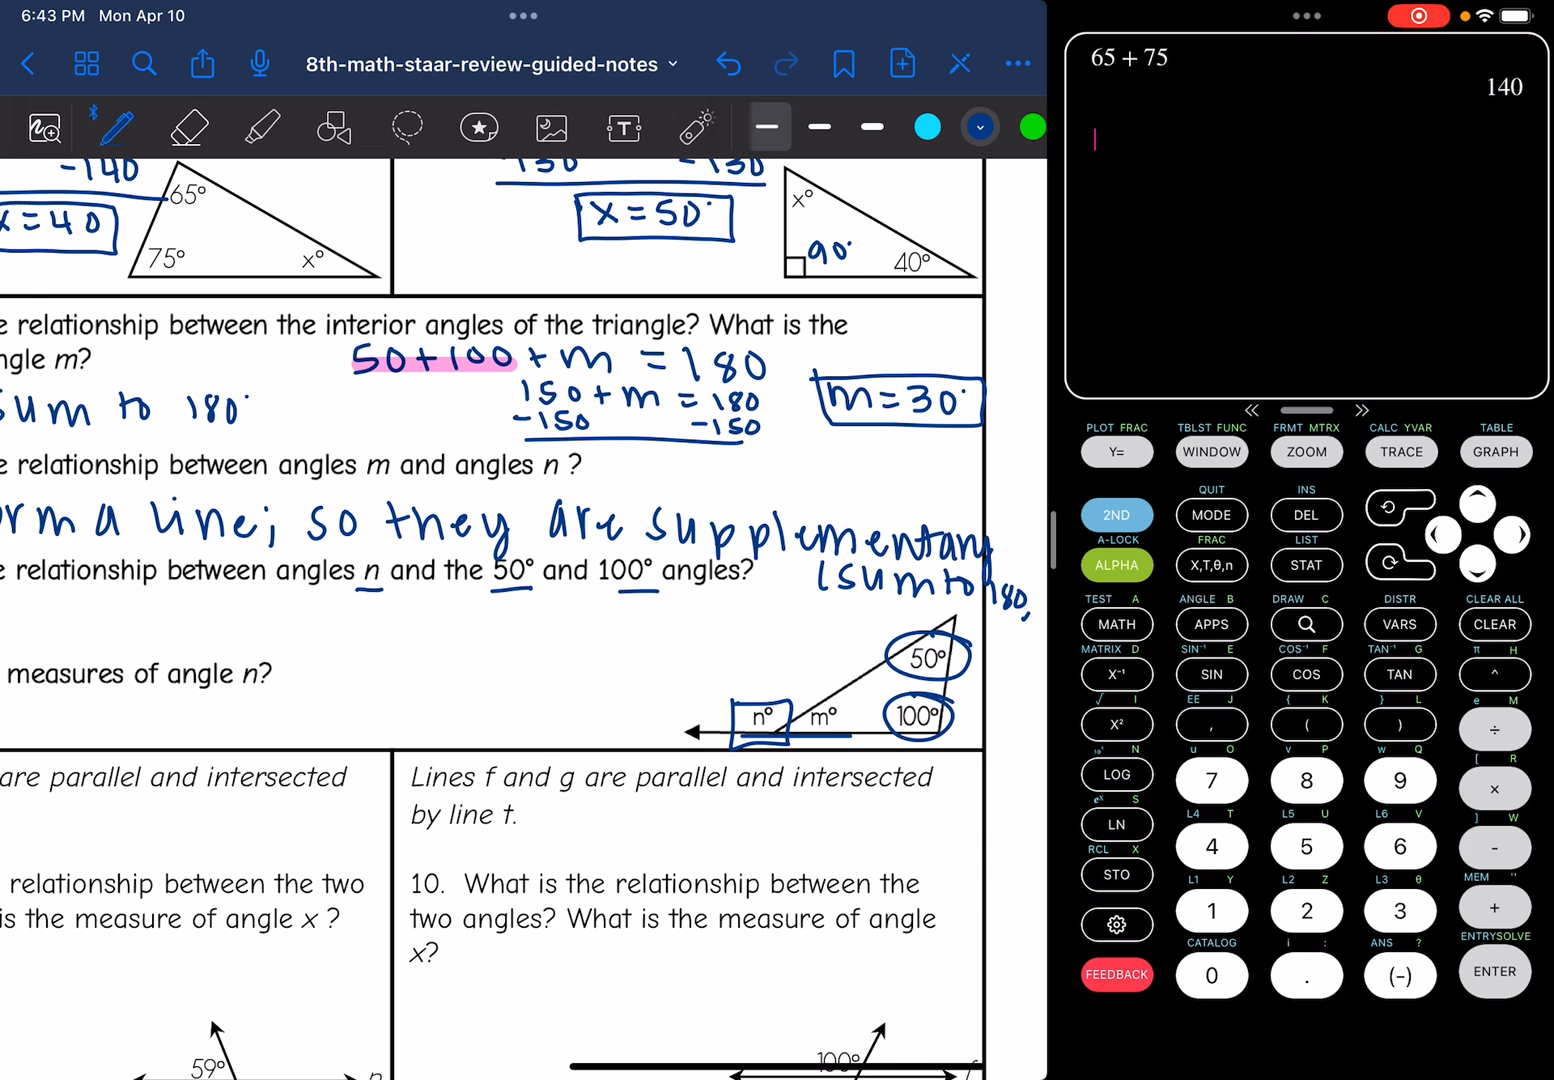 6:43 PM Mon Apr 10
8th-math-staar-review-guided-notes
65 + 75
140
-140
-130 -130
x = 40
65°
75°
x°
x = 50°
x°
90°
40°
e relationship between the interior angles of the triangle? What is the
ngle m?
50+100 + m = 180
sum to 180°
150 + m = 180
-150 -150
m = 30°
e relationship between angles m and angles n ?
orm a line; so they are supplementary
(sum to 180,
e relationship between angles n and the 50° and 100° angles?
50°
measures of angle n?
n° m° 100°
are parallel and intersected
Lines f and g are parallel and intersected
by line t.
relationship between the two
is the measure of angle x ?
10. What is the relationship between the
two angles? What is the measure of angle
x?
59°
100°
f
PLOT FRAC TBLST FUNC FRMT MTRX CALC YVAR TABLE
Y= WINDOW ZOOM TRACE GRAPH
QUIT INS
2ND MODE DEL
A-LOCK FRAC LIST
ALPHA X,T,θ,n STAT
TEST A ANGLE B DRAW C DISTR CLEAR ALL
MATH APPS VARS CLEAR
MATRIX D SIN⁻¹ E COS⁻¹ F TAN⁻¹ G π H
X⁻¹ SIN COS TAN ^
√ I EE J { K } L e M
X² , ( ) ÷
10ˣ N u O v P w Q [ R
LOG 7 8 9 ×
eˣ S L4 T L5 U L6 V ] W
LN 4 5 6 -
RCL X L1 Y L2 Z L3 θ MEM "
STO 1 2 3 +
CATALOG i : ANS ? ENTRY SOLVE
FEEDBACK 0 . (-) ENTER